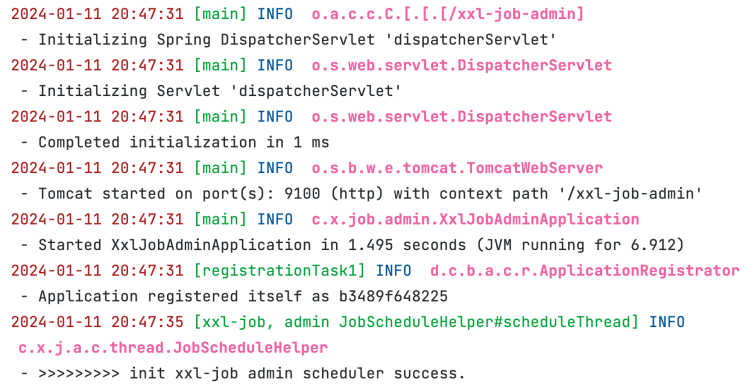 2024-01-11 20:47:31 [main] INFO  o.a.c.c.C.[.[.[/xxl-job-admin]
 - Initializing Spring DispatcherServlet 'dispatcherServlet'
2024-01-11 20:47:31 [main] INFO  o.s.web.servlet.DispatcherServlet
 - Initializing Servlet 'dispatcherServlet'
2024-01-11 20:47:31 [main] INFO  o.s.web.servlet.DispatcherServlet
 - Completed initialization in 1 ms
2024-01-11 20:47:31 [main] INFO  o.s.b.w.e.tomcat.TomcatWebServer
 - Tomcat started on port(s): 9100 (http) with context path '/xxl-job-admin'
2024-01-11 20:47:31 [main] INFO  c.x.job.admin.XxlJobAdminApplication
 - Started XxlJobAdminApplication in 1.495 seconds (JVM running for 6.912)
2024-01-11 20:47:31 [registrationTask1] INFO  d.c.b.a.c.r.ApplicationRegistrator
 - Application registered itself as b3489f648225
2024-01-11 20:47:35 [xxl-job, admin JobScheduleHelper#scheduleThread] INFO
 c.x.j.a.c.thread.JobScheduleHelper
 - >>>>>>>>> init xxl-job admin scheduler success.